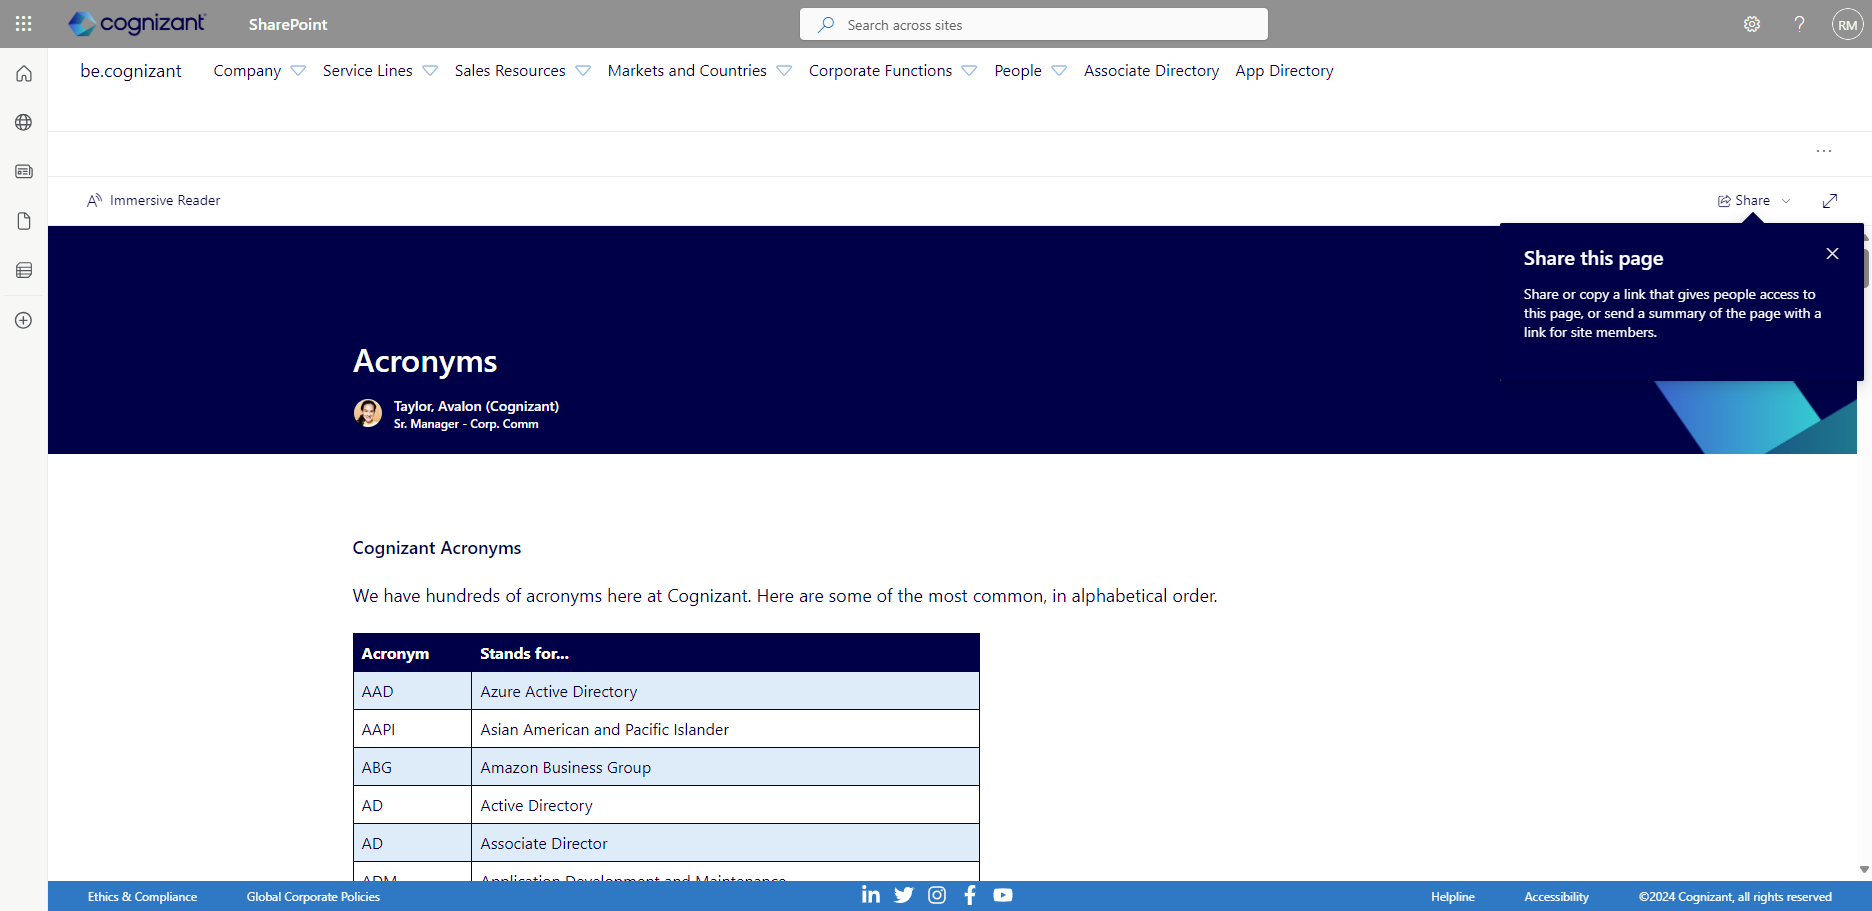 cognizant
SharePoint
Search across sites
?
RM
be.cognizant
Company
Service Lines
Sales Resources
Markets and Countries
Corporate Functions
People
Associate Directory
App Directory
...
Immersive Reader
Share
Share this page
Share or copy a link that gives people access to
this page, or send a summary of the page with a
link for site members.
Acronyms
Taylor, Avalon (Cognizant)
Sr. Manager - Corp. Comm
Cognizant Acronyms
We have hundreds of acronyms here at Cognizant. Here are some of the most common, in alphabetical order.
Acronym Stands for...
AAD Azure Active Directory
AAPI Asian American and Pacific Islander
ABG Amazon Business Group
AD Active Directory
AD Associate Director
ADM Application Development and Maintenance
Ethics & Compliance
Global Corporate Policies
Helpline
Accessibility
©2024 Cognizant, all rights reserved